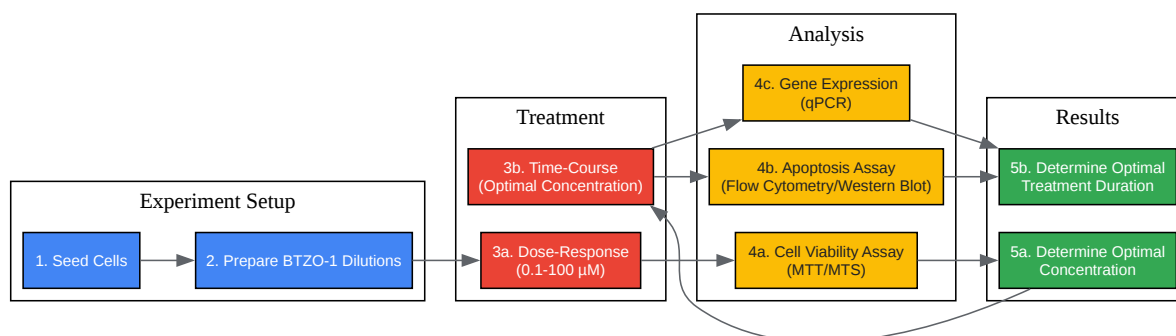 Experiment Setup
1. Seed Cells
2. Prepare BTZO-1 Dilutions
Treatment
3b. Time-Course
(Optimal Concentration)
3a. Dose-Response
(0.1-100 µM)
Analysis
4c. Gene Expression
(qPCR)
4b. Apoptosis Assay
(Flow Cytometry/Western Blot)
4a. Cell Viability Assay
(MTT/MTS)
Results
5b. Determine Optimal
Treatment Duration
5a. Determine Optimal
Concentration